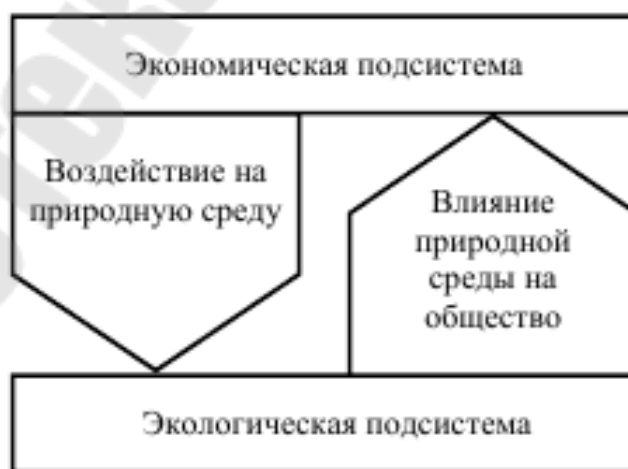 Экономическая подсистема
Воздействие на
природную среду
Влияние
природной
среды на
общество
Экологическая подсистема